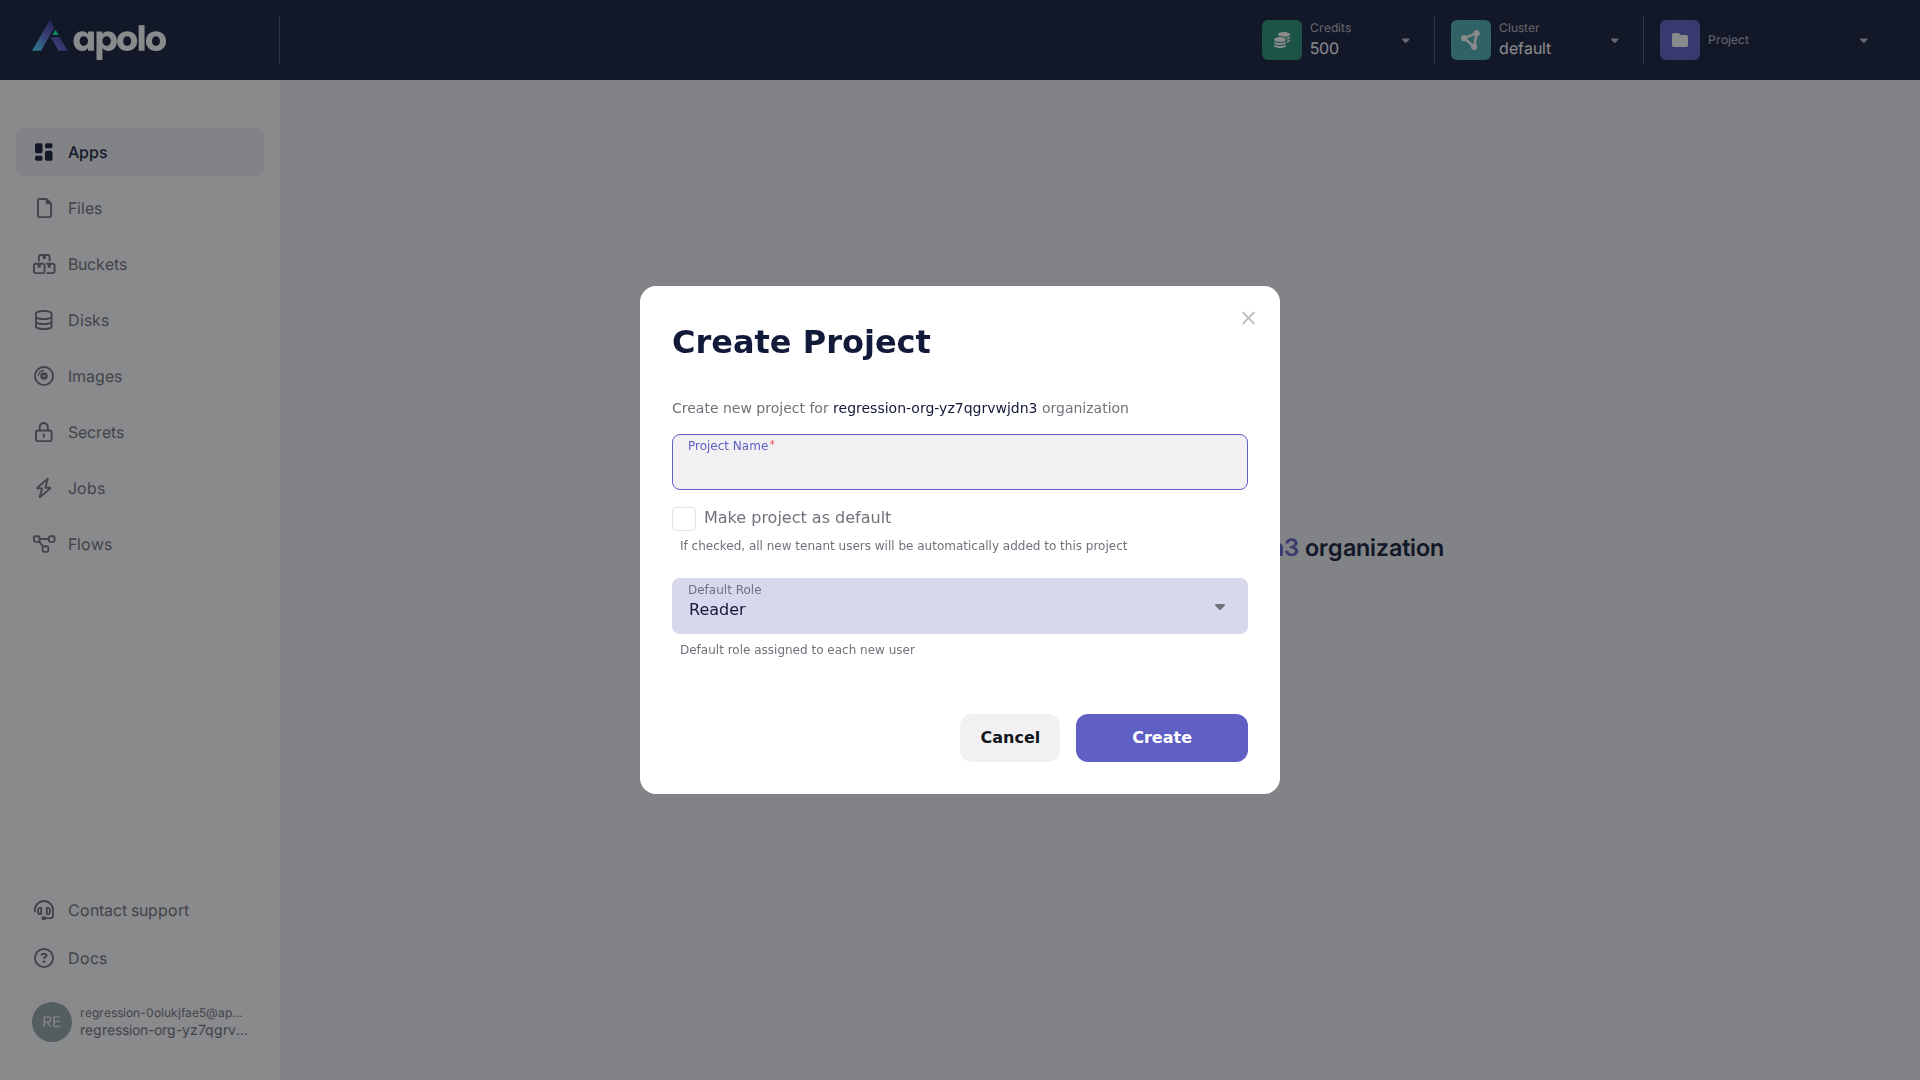 apolo
Credits
500
Cluster
default
Project
Apps
Files
Buckets
Disks
Images
Secrets
Jobs
Flows
Contact support
Docs
RE
regression-0olukjfae5@ap...
regression-org-yz7qgrv...
Create Project
Create new project for regression-org-yz7qgrvwjdn3 organization
Project Name*
Make project as default
If checked, all new tenant users will be automatically added to this project
Default Role
Reader
Default role assigned to each new user
Cancel
Create
n3 organization